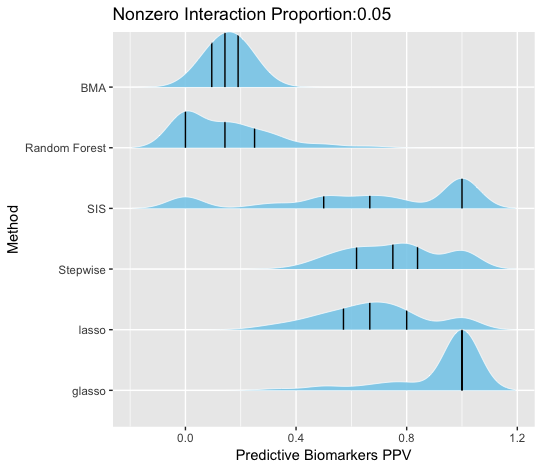 Nonzero Interaction Proportion:0.05
Method
BMA
Random Forest
SIS
Stepwise
lasso
glasso
0.0 0.4 0.8 1.2
Predictive Biomarkers PPV